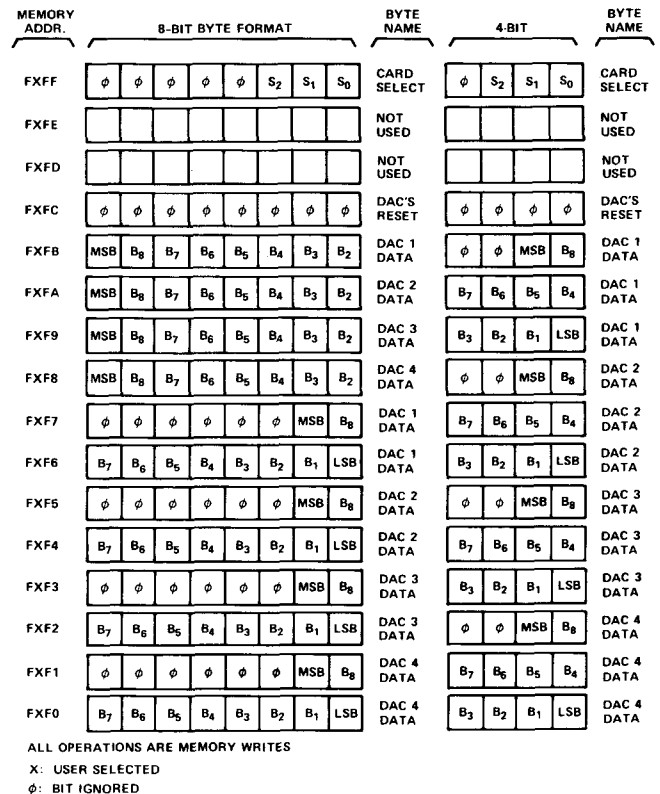 MEMORY ADDR. 8-BIT BYTE FORMAT BYTE NAME 4-BIT BYTE NAME
FXFF φ φ φ φ φ S2 S1 S0 CARD SELECT φ S2 S1 S0 CARD SELECT
FXFE NOT USED NOT USED
FXFD NOT USED NOT USED
FXFC φ φ φ φ φ φ φ φ DAC'S RESET φ φ φ φ DAC'S RESET
FXFB MSB B8 B7 B6 B5 B4 B3 B2 DAC 1 DATA φ φ MSB B8 DAC 1 DATA
FXFA MSB B8 B7 B6 B5 B4 B3 B2 DAC 2 DATA B7 B6 B5 B4 DAC 1 DATA
FXF9 MSB B8 B7 B6 B5 B4 B3 B2 DAC 3 DATA B3 B2 B1 LSB DAC 1 DATA
FXF8 MSB B8 B7 B6 B5 B4 B3 B2 DAC 4 DATA φ φ MSB B8 DAC 2 DATA
FXF7 φ φ φ φ φ φ MSB B8 DAC 1 DATA B7 B6 B5 B4 DAC 2 DATA
FXF6 B7 B6 B5 B4 B3 B2 B1 LSB DAC 1 DATA B3 B2 B1 LSB DAC 2 DATA
FXF5 φ φ φ φ φ φ MSB B8 DAC 2 DATA φ φ MSB B8 DAC 3 DATA
FXF4 B7 B6 B5 B4 B3 B2 B1 LSB DAC 2 DATA B7 B6 B5 B4 DAC 3 DATA
FXF3 φ φ φ φ φ φ MSB B8 DAC 3 DATA B3 B2 B1 LSB DAC 3 DATA
FXF2 B7 B6 B5 B4 B3 B2 B1 LSB DAC 3 DATA φ φ MSB B8 DAC 4 DATA
FXF1 φ φ φ φ φ φ MSB B8 DAC 4 DATA B7 B6 B5 B4 DAC 4 DATA
FXF0 B7 B6 B5 B4 B3 B2 B1 LSB DAC 4 DATA B3 B2 B1 LSB DAC 4 DATA
ALL OPERATIONS ARE MEMORY WRITES
X: USER SELECTED
φ: BIT IGNORED